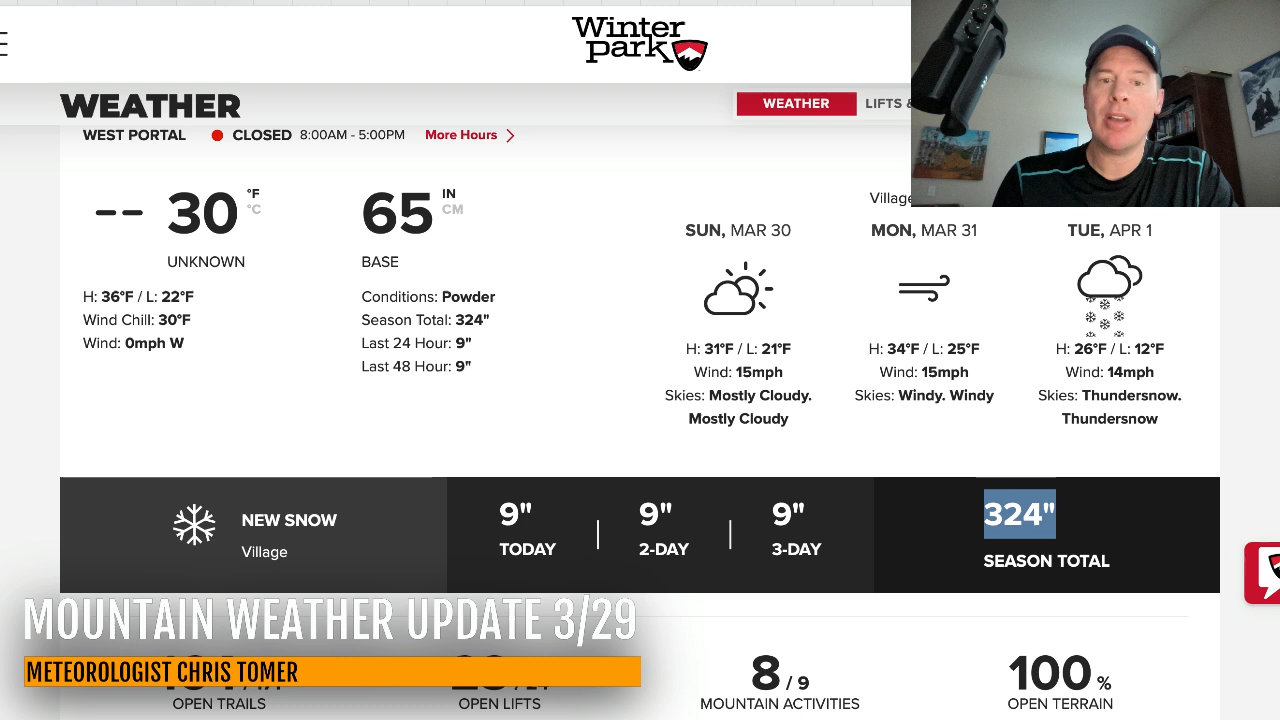 Winter
park
WEATHER
WEATHER
LIFTS &
WEST PORTAL CLOSED 8:00AM - 5:00PM More Hours
-- 30 °F
°C
UNKNOWN
H: 36°F / L: 22°F
Wind Chill: 30°F
Wind: 0mph W
65 IN
CM
BASE
Conditions: Powder
Season Total: 324"
Last 24 Hour: 9"
Last 48 Hour: 9"
Village
SUN, MAR 30
H: 31°F / L: 21°F
Wind: 15mph
Skies: Mostly Cloudy.
Mostly Cloudy
MON, MAR 31
H: 34°F / L: 25°F
Wind: 15mph
Skies: Windy. Windy
TUE, APR 1
H: 26°F / L: 12°F
Wind: 14mph
Skies: Thundersnow.
Thundersnow
NEW SNOW
Village
9"
TODAY
9"
2-DAY
9"
3-DAY
324"
SEASON TOTAL
MOUNTAIN WEATHER UPDATE 3/29
METEOROLOGIST CHRIS TOMER
OPEN TRAILS
OPEN LIFTS
8 / 9
MOUNTAIN ACTIVITIES
100 %
OPEN TERRAIN